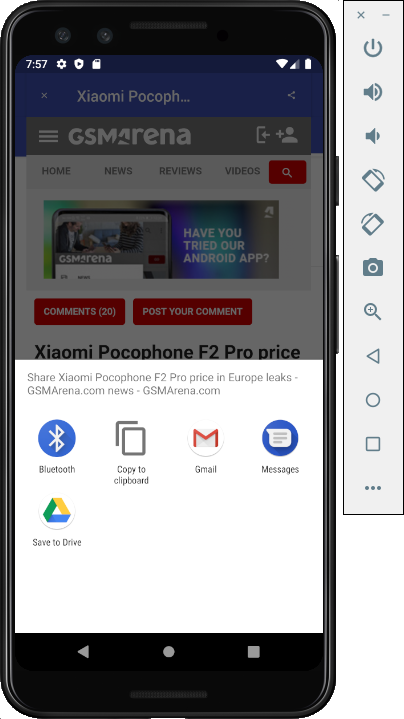 7:57
Xiaomi Pocoph...
GSMArena
HOME NEWS REVIEWS VIDEOS
GSMArena
HAVE YOU
TRIED OUR
ANDROID APP?
COMMENTS (20) POST YOUR COMMENT
Xiaomi Pocophone F2 Pro price
Share Xiaomi Pocophone F2 Pro price in Europe leaks -
GSMArena.com news - GSMArena.com
Bluetooth
Copy to
clipboard
Gmail
Messages
Save to Drive